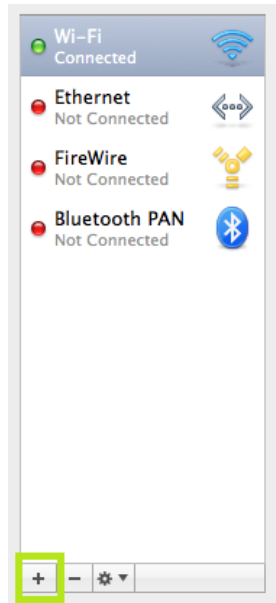 Wi-Fi
Connected
Ethernet
Not Connected
FireWire
Not Connected
Bluetooth PAN
Not Connected
+ − ▼